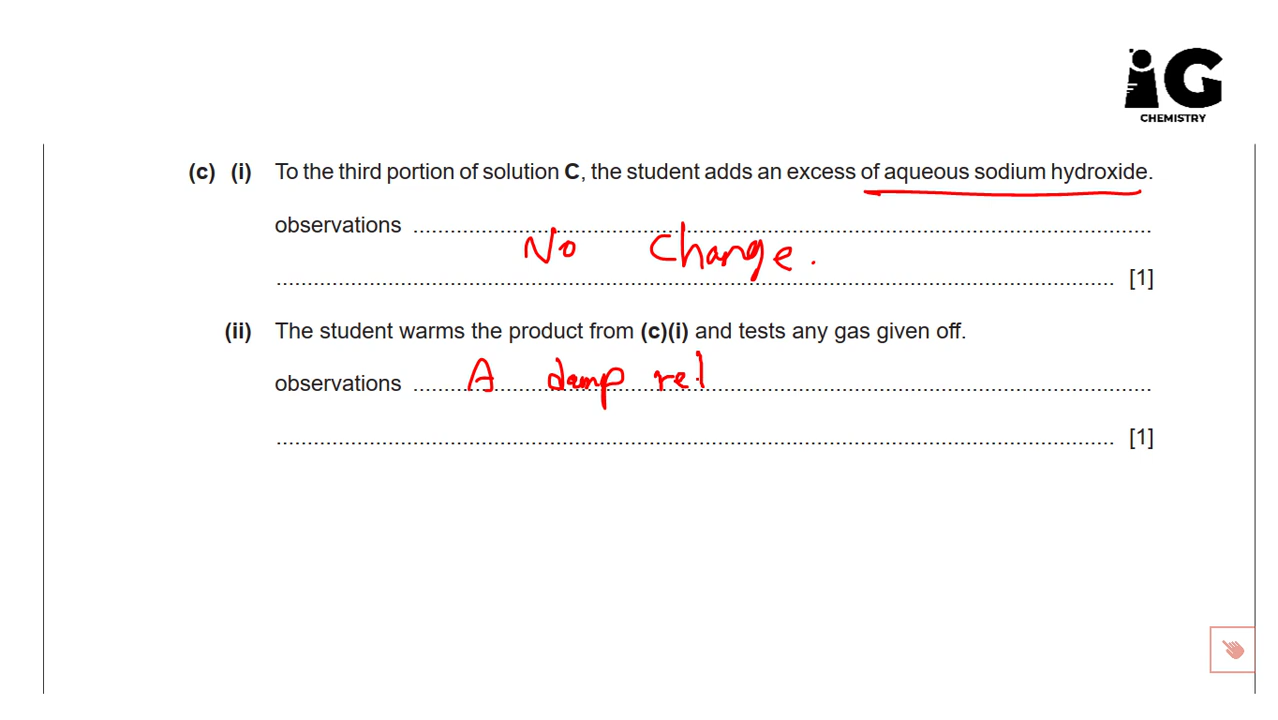 iG
CHEMISTRY
(c) (i) To the third portion of solution C, the student adds an excess of aqueous sodium hydroxide.
observations ........................................................................................................................
No Change.
........................................................................................................................ [1]
(ii) The student warms the product from (c)(i) and tests any gas given off.
observations ........................................................................................................................
A damp rel
........................................................................................................................ [1]